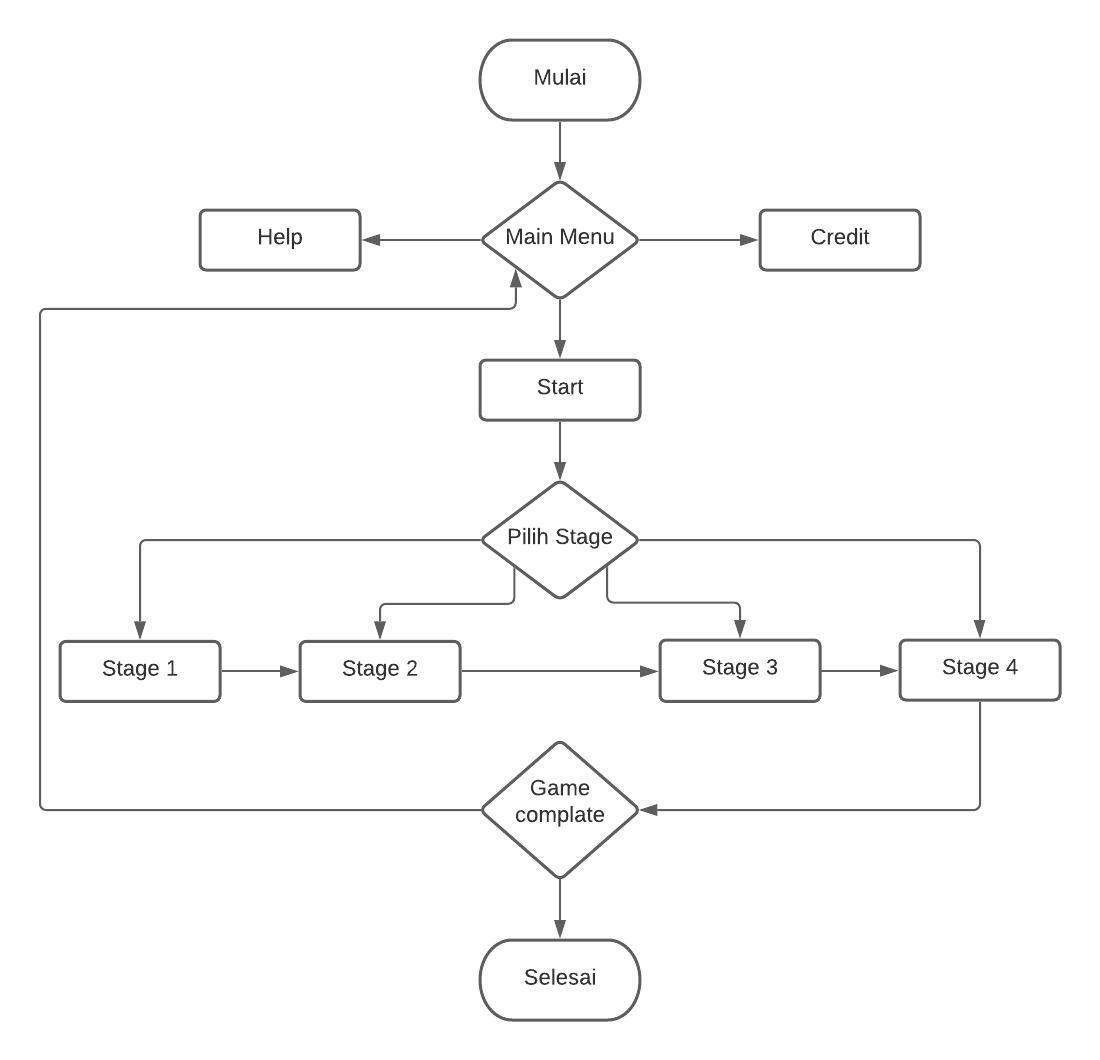 Mulai
Help
Main Menu
Credit
Start
Pilih Stage
Stage 1
Stage 2
Stage 3
Stage 4
Game
complate
Selesai